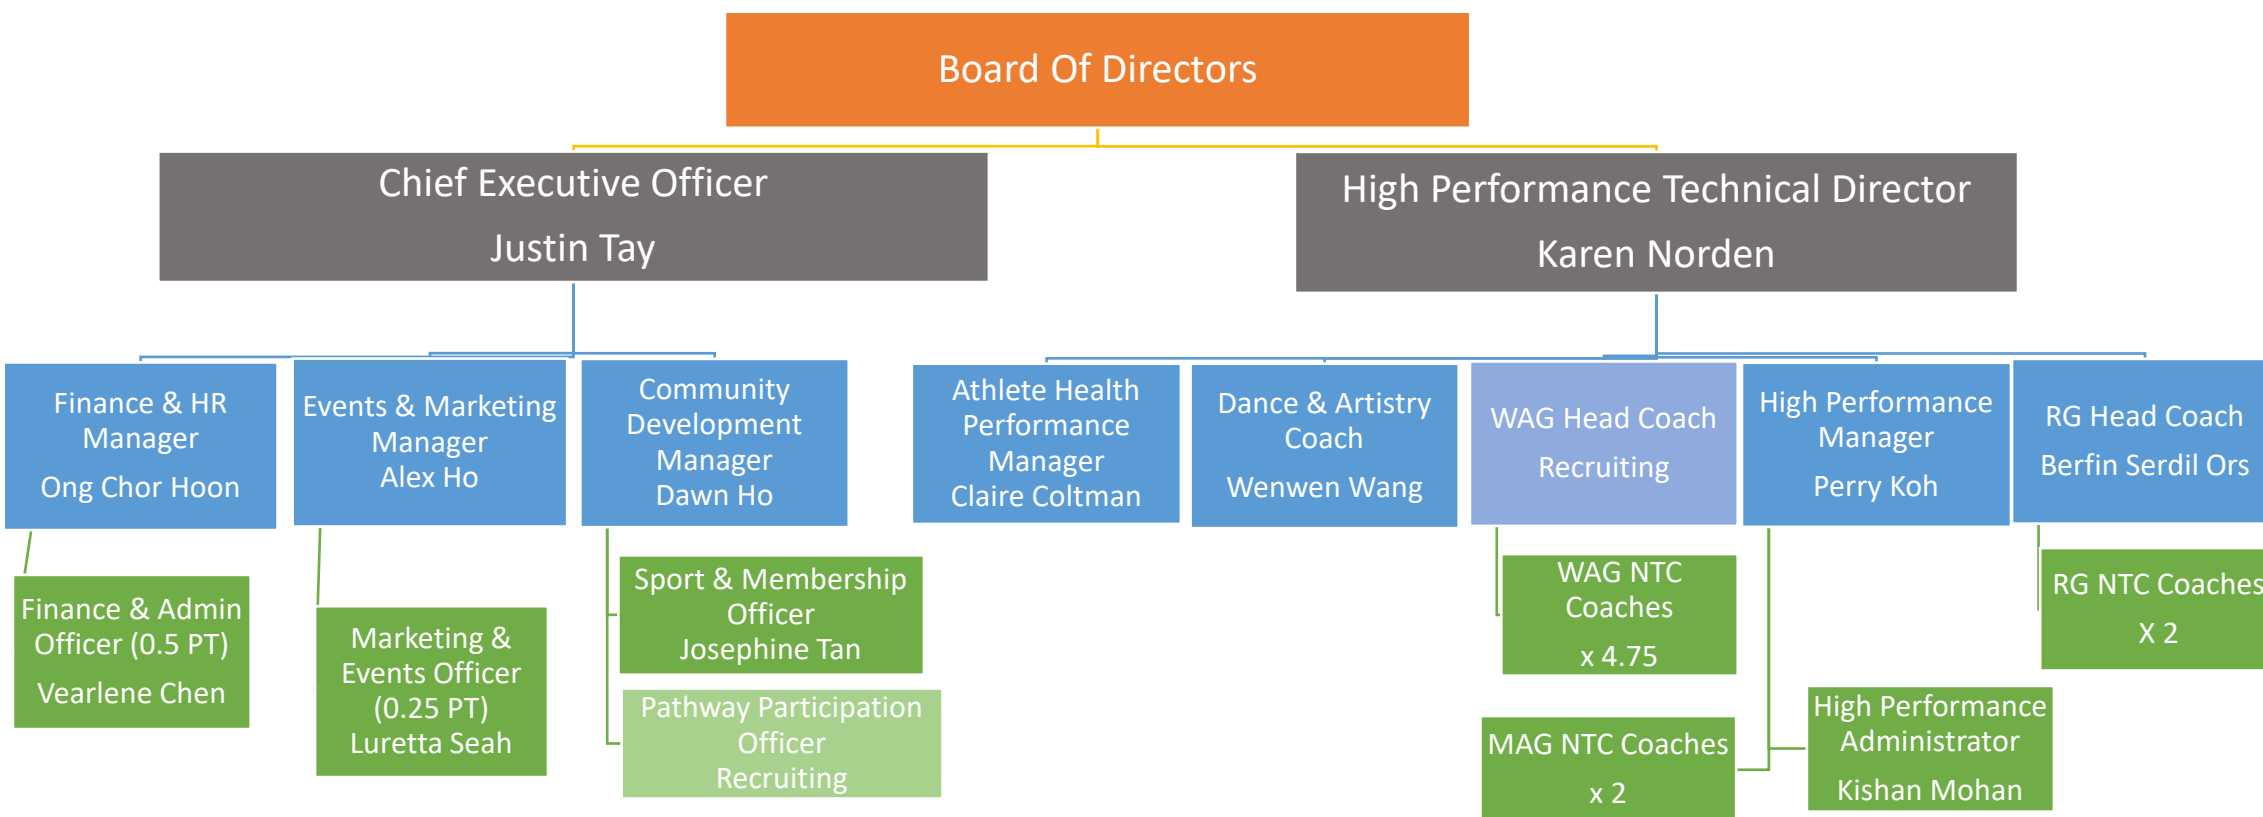 Board Of Directors
Chief Executive Officer
Justin Tay
High Performance Technical Director
Karen Norden
Finance & HR
Manager
Ong Chor Hoon
Events & Marketing
Manager
Alex Ho
Community
Development
Manager
Dawn Ho
Athlete Health
Performance
Manager
Claire Coltman
Dance & Artistry
Coach
Wenwen Wang
WAG Head Coach
Recruiting
High Performance
Manager
Perry Koh
RG Head Coach
Berfin Serdil Ors
Finance & Admin
Officer (0.5 PT)
Vearlene Chen
Marketing &
Events Officer
(0.25 PT)
Luretta Seah
Sport & Membership
Officer
Josephine Tan
Pathway Participation
Officer
Recruiting
WAG NTC
Coaches
x 4.75
MAG NTC Coaches
x 2
High Performance
Administrator
Kishan Mohan
RG NTC Coaches
X 2